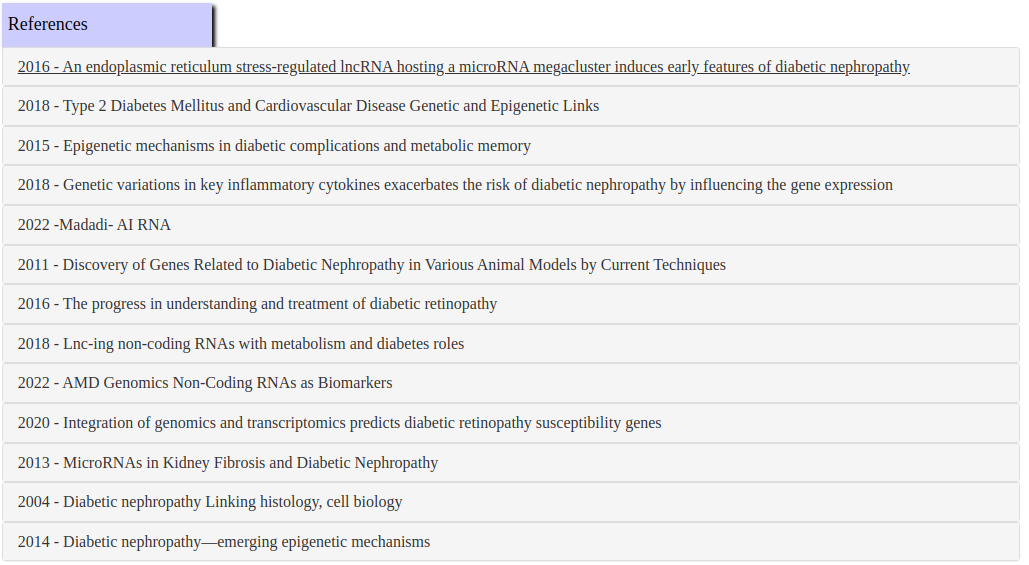 References
2016 - An endoplasmic reticulum stress-regulated lncRNA hosting a microRNA megacluster induces early features of diabetic nephropathy
2018 - Type 2 Diabetes Mellitus and Cardiovascular Disease Genetic and Epigenetic Links
2015 - Epigenetic mechanisms in diabetic complications and metabolic memory
2018 - Genetic variations in key inflammatory cytokines exacerbates the risk of diabetic nephropathy by influencing the gene expression
2022 -Madadi- AI RNA
2011 - Discovery of Genes Related to Diabetic Nephropathy in Various Animal Models by Current Techniques
2016 - The progress in understanding and treatment of diabetic retinopathy
2018 - Lnc-ing non-coding RNAs with metabolism and diabetes roles
2022 - AMD Genomics Non-Coding RNAs as Biomarkers
2020 - Integration of genomics and transcriptomics predicts diabetic retinopathy susceptibility genes
2013 - MicroRNAs in Kidney Fibrosis and Diabetic Nephropathy
2004 - Diabetic nephropathy Linking histology, cell biology
2014 - Diabetic nephropathy—emerging epigenetic mechanisms